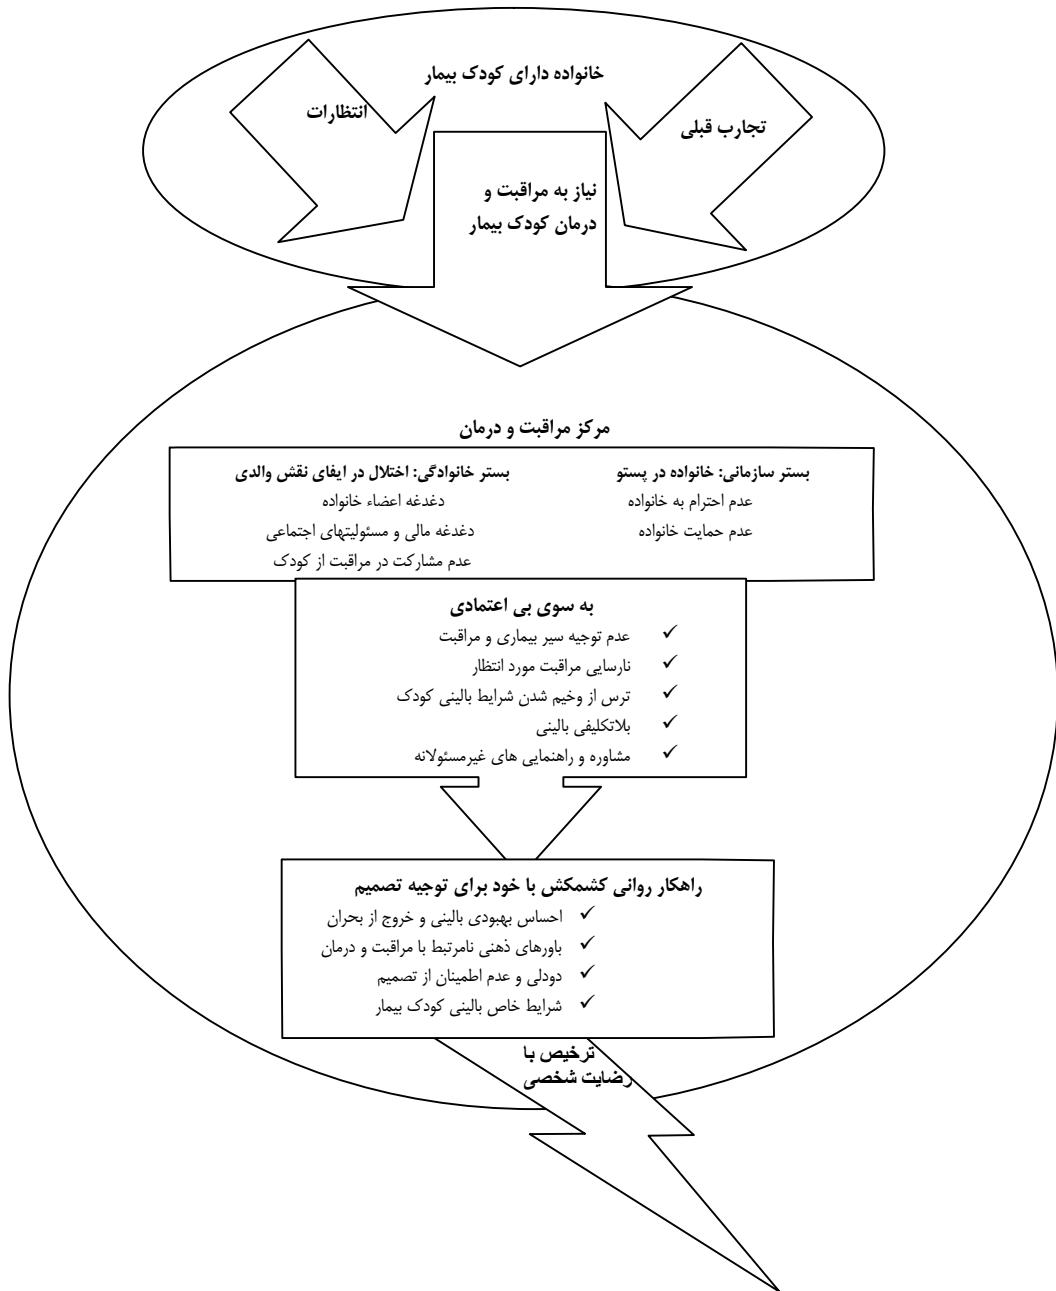 خانواده دارای کودک بیمار
تجارب قبلی
انتظارات
نیاز به مراقبت و
درمان کودک بیمار
مرکز مراقبت و درمان
بستر سازمانی: خانواده در پستو
عدم احترام به خانواده
عدم حمایت خانواده
بستر خانوادگی: اختلال در ایفای نقش والدی
دغدغه اعضاء خانواده
دغدغه مالی و مسئولیتهای اجتماعی
عدم مشارکت در مراقبت از کودک
به سوی بی اعتمادی
✓ عدم توجیه سیر بیماری و مراقبت
✓ نارسایی مراقبت مورد انتظار
✓ ترس از وخیم شدن شرایط بالینی کودک
✓ بلاتکلیفی بالینی
✓ مشاوره و راهنمایی های غیرمسئولانه
راهکار روانی کشمکش با خود برای توجیه تصمیم
✓ احساس بهبودی بالینی و خروج از بحران
✓ باورهای ذهنی نامرتبط با مراقبت و درمان
✓ دودلی و عدم اطمینان از تصمیم
✓ شرایط خاص بالینی کودک بیمار
ترخیص با
رضایت شخصی